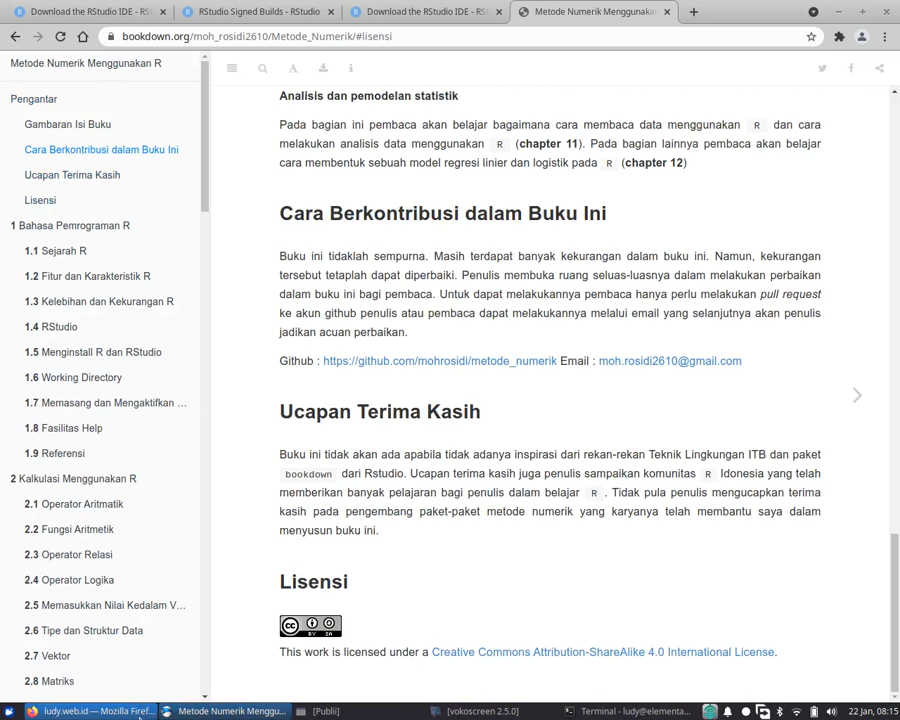 Download the RStudio IDE - RSt
RStudio Signed Builds - RStudio
Download the RStudio IDE - RST
Metode Numerik Menggunakan
bookdown.org/moh_rosidi2610/Metode_Numerik/#lisensi
Metode Numerik Menggunakan R
Pengantar
Gambaran Isi Buku
Cara Berkontribusi dalam Buku Ini
Ucapan Terima Kasih
Lisensi
1 Bahasa Pemrograman R
1.1 Sejarah R
1.2 Fitur dan Karakteristik R
1.3 Kelebihan dan Kekurangan R
1.4 RStudio
1.5 Menginstall R dan RStudio
1.6 Working Directory
1.7 Memasang dan Mengaktifkan ...
1.8 Fasilitas Help
1.9 Referensi
2 Kalkulasi Menggunakan R
2.1 Operator Aritmatik
2.2 Fungsi Aritmetik
2.3 Operator Relasi
2.4 Operator Logika
2.5 Memasukkan Nilai Kedalam V...
2.6 Tipe dan Struktur Data
2.7 Vektor
2.8 Matriks
Analisis dan pemodelan statistik
Pada bagian ini pembaca akan belajar bagaimana cara membaca data menggunakan R dan cara
melakukan analisis data menggunakan R (chapter 11). Pada bagian lainnya pembaca akan belajar
cara membentuk sebuah model regresi linier dan logistik pada R (chapter 12)
Cara Berkontribusi dalam Buku Ini
Buku ini tidaklah sempurna. Masih terdapat banyak kekurangan dalam buku ini. Namun, kekurangan
tersebut tetaplah dapat diperbaiki. Penulis membuka ruang seluas-luasnya dalam melakukan perbaikan
dalam buku ini bagi pembaca. Untuk dapat melakukannya pembaca hanya perlu melakukan pull request
ke akun github penulis atau pembaca dapat melakukannya melalui email yang selanjutnya akan penulis
jadikan acuan perbaikan.
Github : https://github.com/mohrosidi/metode_numerik Email : moh.rosidi2610@gmail.com
Ucapan Terima Kasih
Buku ini tidak akan ada apabila tidak adanya inspirasi dari rekan-rekan Teknik Lingkungan ITB dan paket
bookdown dari Rstudio. Ucapan terima kasih juga penulis sampaikan komunitas R Idonesia yang telah
memberikan banyak pelajaran bagi penulis dalam belajar R . Tidak pula penulis mengucapkan terima
kasih pada pengembang paket-paket metode numerik yang karyanya telah membantu saya dalam
menyusun buku ini.
Lisensi
CC BY SA
This work is licensed under a Creative Commons Attribution-ShareAlike 4.0 International License.
ludy.web.id — Mozilla Firef...
Metode Numerik Menggu...
[Publii]
[vokoscreen 2.5.0]
Terminal - ludy@elementa...
22 Jan, 08:15